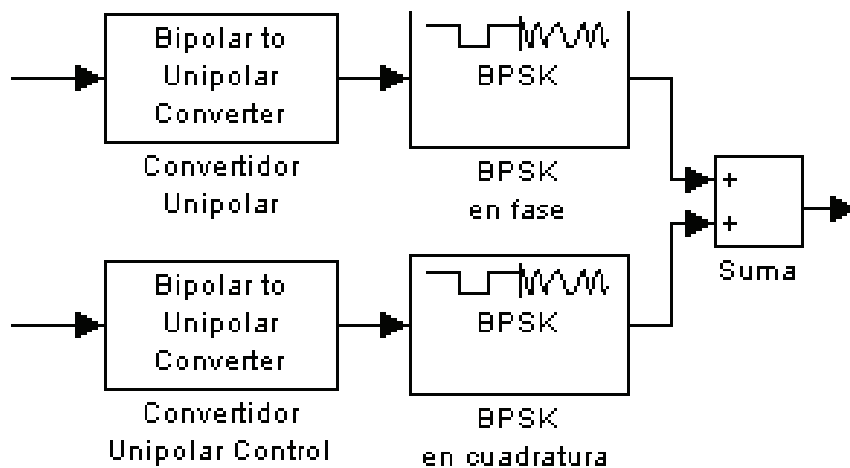 Bipolar to
Unipolar
Converter
Convertidor
Unipolar
BPSK
BPSK
en fase
+
+
Suma
Bipolar to
Unipolar
Converter
Convertidor
Unipolar Control
BPSK
BPSK
en cuadratura